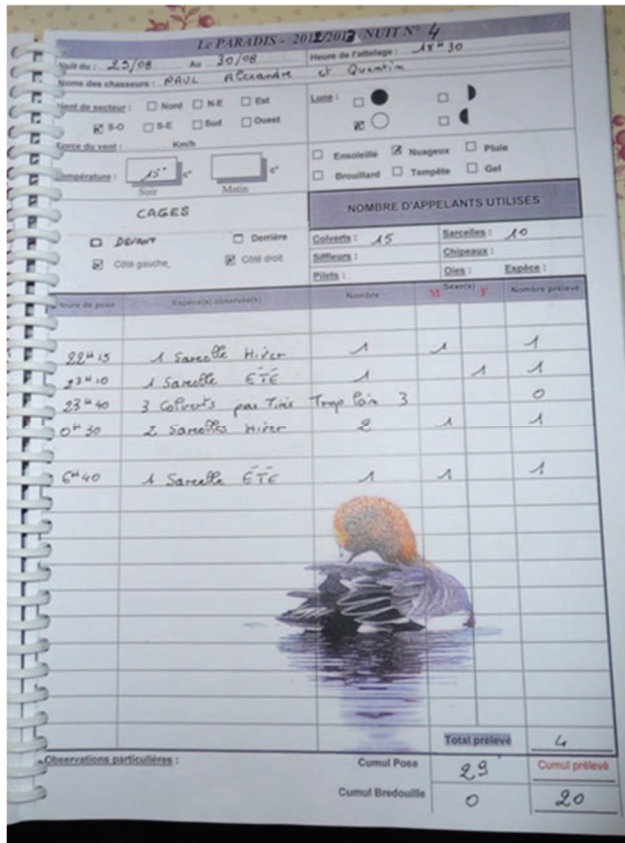 Le PARADIS - 2012/2013 NUIT N° 4
Nuit du : 29/08 Au 30/08 Heure de l'attelage : 18H30
Noms des chasseurs : PAUL Alexandre et Quentin
Vent de secteur : Nord N-E Est Lune :
S-O S-E Sud Ouest
Force du vent : Km/h
Ensoleillé Nuageux Pluie
Température : 15° c° c° Brouillard Tempête Gel
Soir Matin
CAGES NOMBRE D'APPELANTS UTILISES
DEVANT Derrière Colverts : 15 Sarcelles : 10
Côté gauche Côté droit Siffleurs : Chipeaux :
Pilets : Oies : Espèce :
Heure de pose Espèce(s) observée(s) Nombre M Sexe(s) F Nombre prélevé
22H15 1 Sarcelle Hiver 1 1 1
23H10 1 Sarcelle ETE 1 1 1
23H40 3 Colverts pas Tirés Trop loin 3 0
0H30 2 Sarcelles Hiver 2 1 1
6H40 1 Sarcelle ETE 1 1 1
Total prélevé 4
Observations particulières : Cumul Pose 29 Cumul prélevé
Cumul Bredouille 0 20